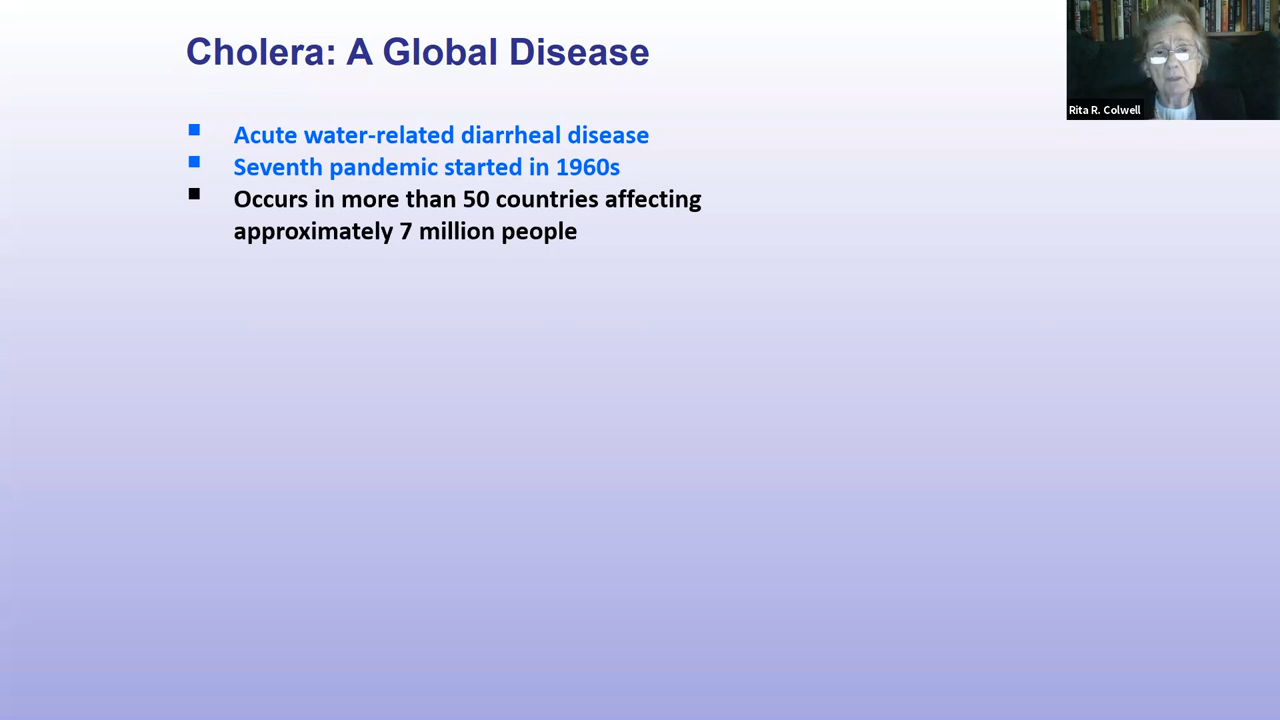 Cholera: A Global Disease
Rita R. Colwell
■ Acute water-related diarrheal disease
■ Seventh pandemic started in 1960s
■ Occurs in more than 50 countries affecting
approximately 7 million people